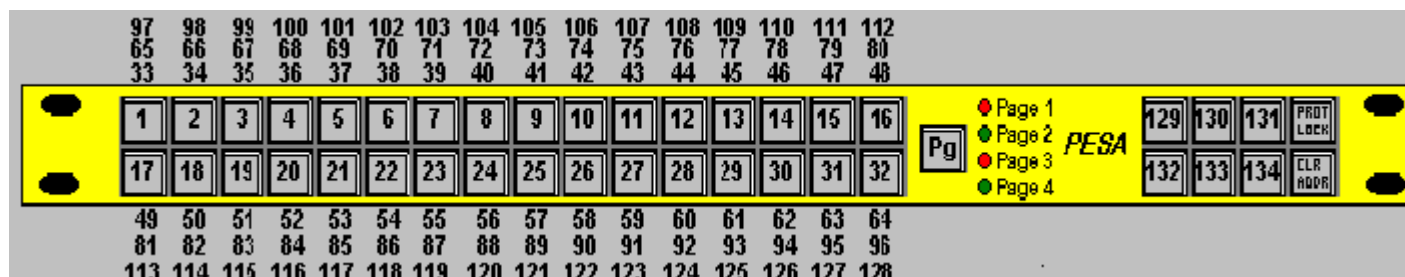 97 98 99 100 101 102 103 104 105 106 107 108 109 110 111 112
65 66 67 68 69 70 71 72 73 74 75 76 77 78 79 80
33 34 35 36 37 38 39 40 41 42 43 44 45 46 47 48
1 2 3 4 5 6 7 8 9 10 11 12 13 14 15 16
17 18 19 20 21 22 23 24 25 26 27 28 29 30 31 32
Pg
Page 1
Page 2
Page 3
Page 4
PESA
129 130 131 PROT LOCK
132 133 134 CLR ADDR
49 50 51 52 53 54 55 56 57 58 59 60 61 62 63 64
81 82 83 84 85 86 87 88 89 90 91 92 93 94 95 96
113 114 115 116 117 118 119 120 121 122 123 124 125 126 127 128